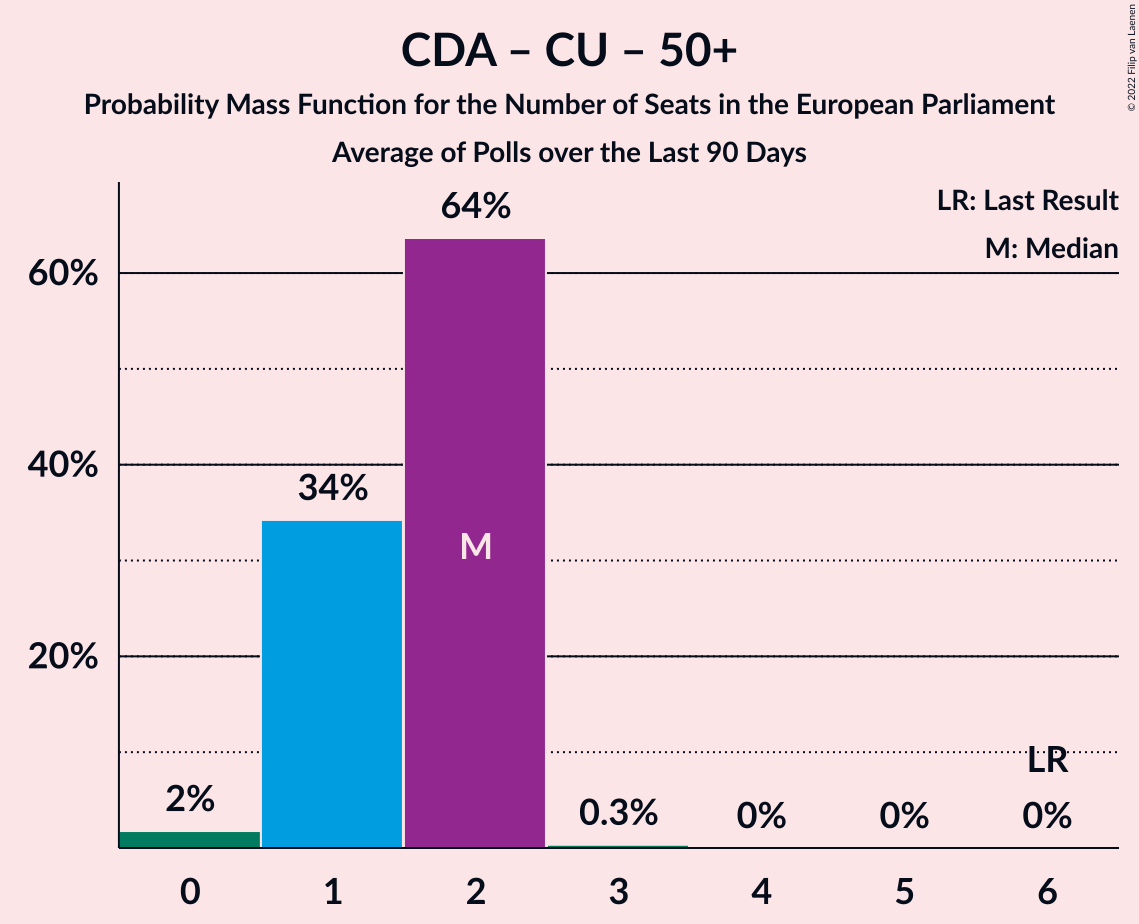 CDA – CU – 50+
Probability Mass Function for the Number of Seats in the European Parliament
Average of Polls over the Last 90 Days
© 2022 Filip van Laenen
LR: Last Result
M: Median
64%
60%
40%
34%
M
20%
LR
2%
0.3%
0%
0%
0%
0
1
2
3
4
5
6